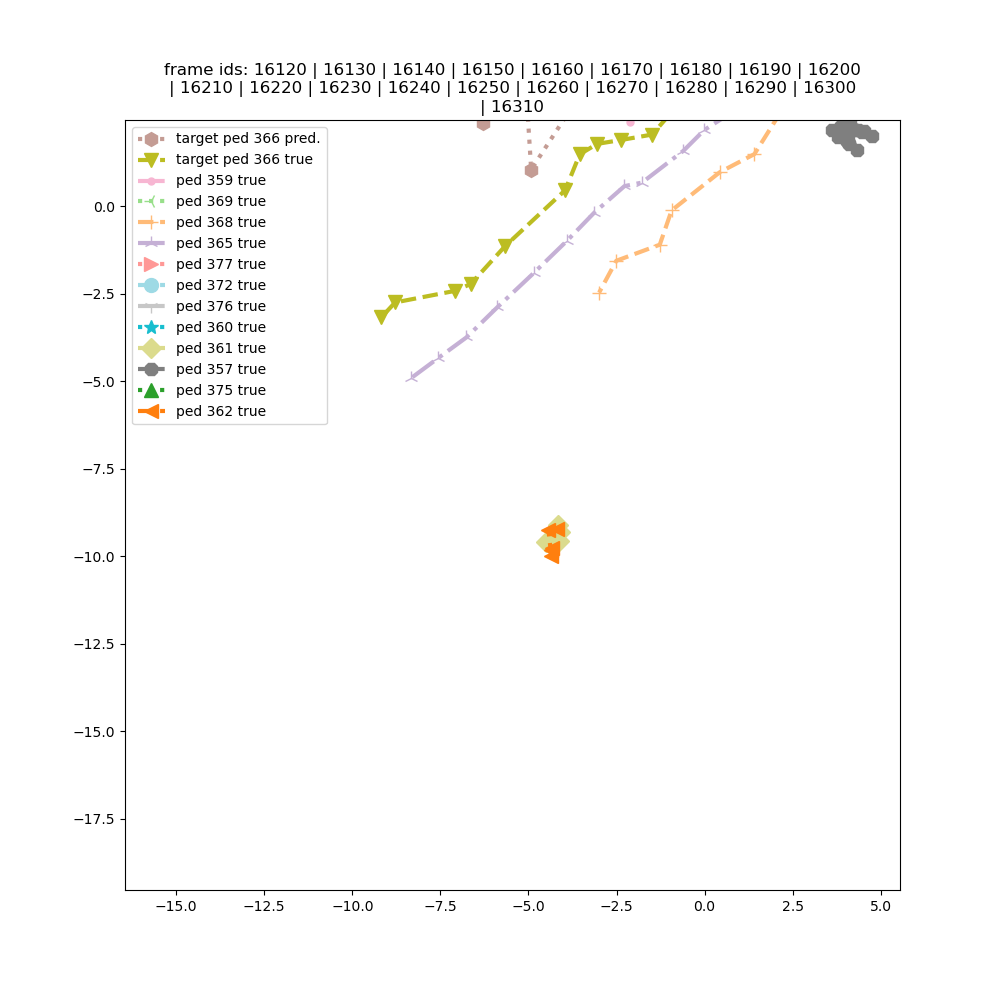 frame ids: 16120 | 16130 | 16140 | 16150 | 16160 | 16170 | 16180 | 16190 | 16200
| 16210 | 16220 | 16230 | 16240 | 16250 | 16260 | 16270 | 16280 | 16290 | 16300
| 16310
target ped 366 pred.
target ped 366 true
ped 359 true
ped 369 true
ped 368 true
ped 365 true
ped 377 true
ped 372 true
ped 376 true
ped 360 true
ped 361 true
ped 357 true
ped 375 true
ped 362 true
0.0
−2.5
−5.0
−7.5
−10.0
−12.5
−15.0
−17.5
−15.0 −12.5 −10.0 −7.5 −5.0 −2.5 0.0 2.5 5.0